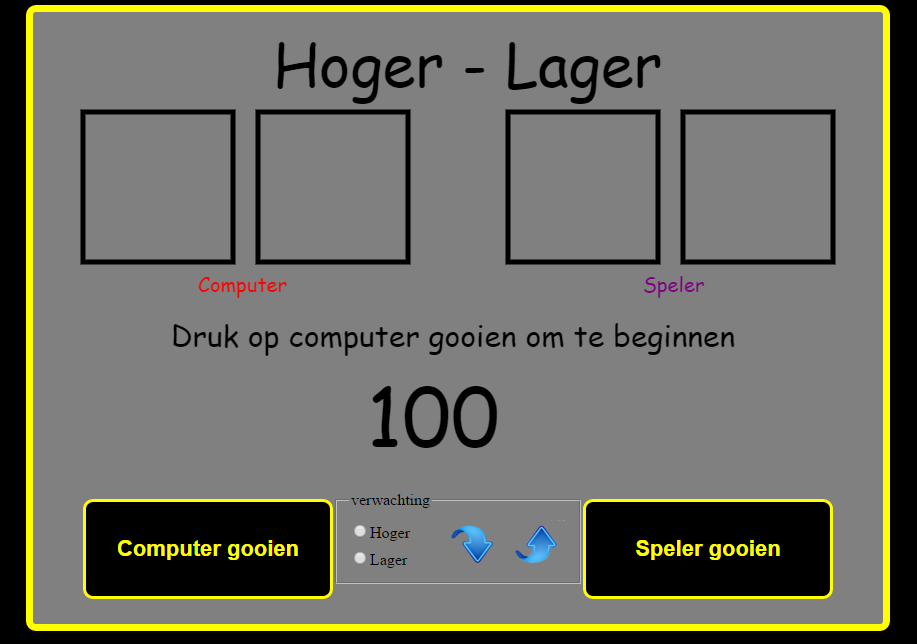 Hoger - Lager
Computer
Speler
Druk op computer gooien om te beginnen
100
Computer gooien
verwachting
Hoger
Lager
Speler gooien